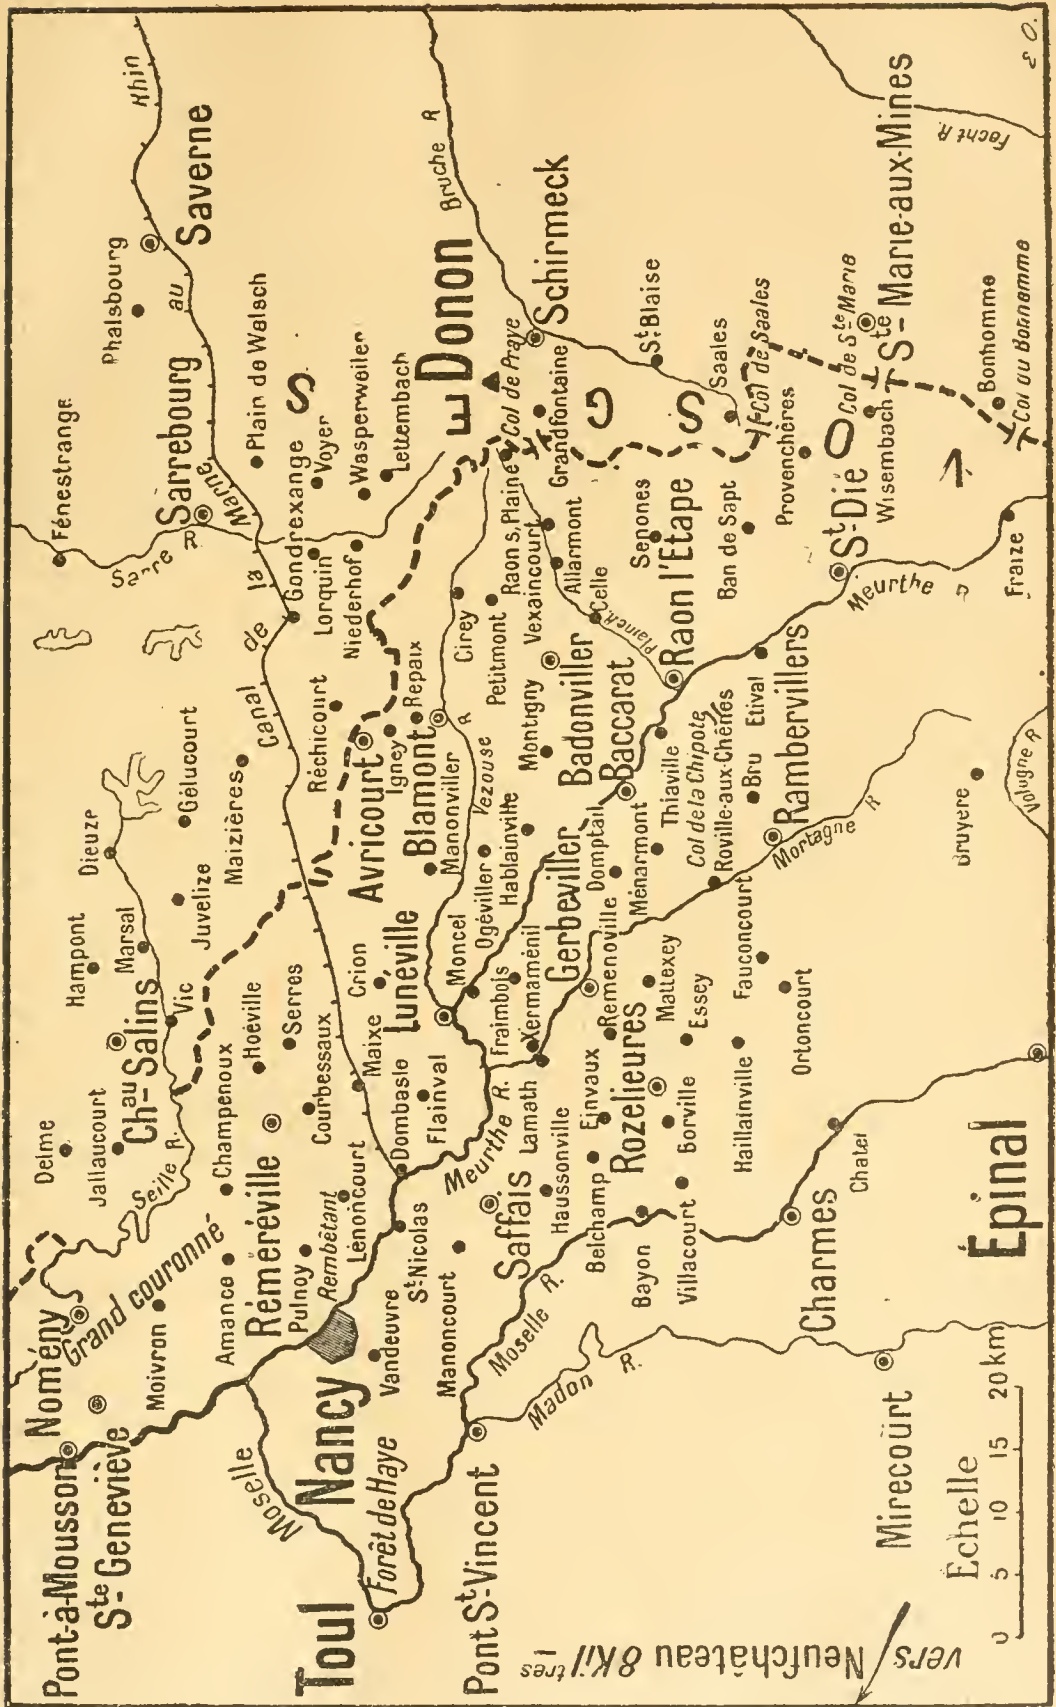 Pont-à-Mousson
Ste Geneviève
Nomény
Grand couronné
Moivron
Amance
Champenoux
Réméréville
Pulnoy
Rembêtant
Lenoncourt
Courbessaux
Hoéville
Serres
Delme
Jallaucourt
Chau-Salins
Vic
Seille R.
Hampont
Marsal
Juvelize
Dieuze
Gélucourt
Maizières
Fénestrange
Sarre R.
Sarrebourg
Phalsbourg
Saverne
Canal de la Marne au Rhin
Plain de Walsch
Gondrexange
Voyer
Wasperweiler
Lettembach
Lorquin
Niederhof
Réchicourt
Avricourt
Igney
Repaix
Blamont
Manonviller
Vezouse R
Cirey
Petitmont
Toul
Nancy
Moselle
Forêt de Haye
Vandeuvre
St Nicolas
Manoncourt
Dombasle
Flainval
Maixe
Crion
Lunéville
Moncel
Ogéviller
Hablainville
Montigny
Badonviller
Baccarat
Vexaincourt
Raon s. Plaine
Allarmont
Celle
Plaine R.
Senones
Raon l'Etape
Ban de Sapt
V O S G E S
Donon
Col de Praye
Grandfontaine
Schirmeck
Bruche R
St Blaise
Saales
Col de Saales
Provenchères
Col de Ste Marie
Ste Marie-aux-Mines
Wisembach
St Dié
Meurthe R
Fraize
Bonhomme
Col du Bonhomme
Fecht R.
Pont St Vincent
Moselle R.
Madon R.
Meurthe R.
Saffais
Lamath
Haussonville
Belchamp
Einvaux
Bayon
Villacourt
Borville
Rozelieures
Fraimbois
Xermaménil
Gerbéviller
Remenoville
Mattexey
Essey
Domptail
Ménarmont
Thiaville
Col de la Chipote
Roville-aux-Chênes
Bru
Etival
Rambervillers
Mortagne R
Fauconcourt
Ortoncourt
Haillainville
Bruyere
Vologne R
Charmes
Chatel
Épinal
Mirecourt
Echelle
0 5 10 15 20 km
vers Neufchâteau 8 Kiltres